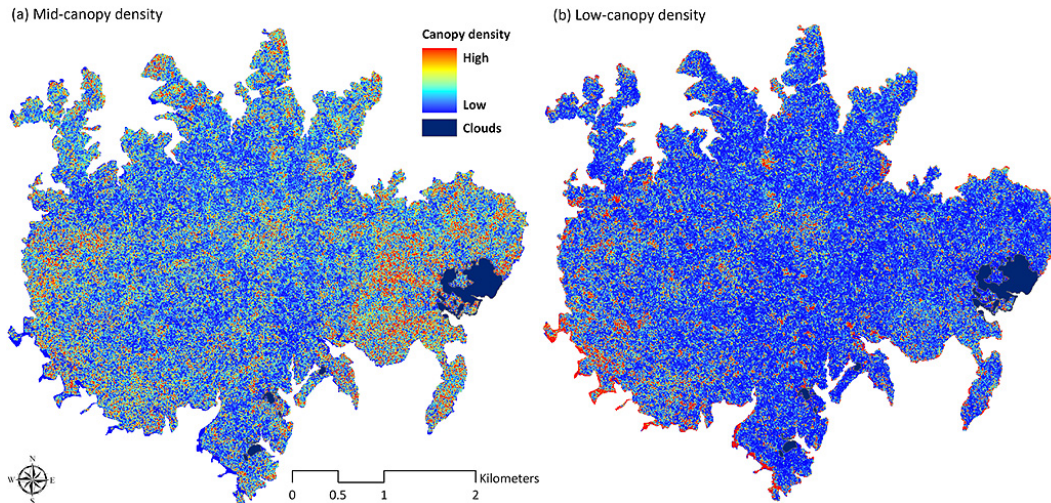 (a) Mid-canopy density
(b) Low-canopy density
Canopy density
High
Low
Clouds
N
W E
S
Kilometers
0 0.5 1 2